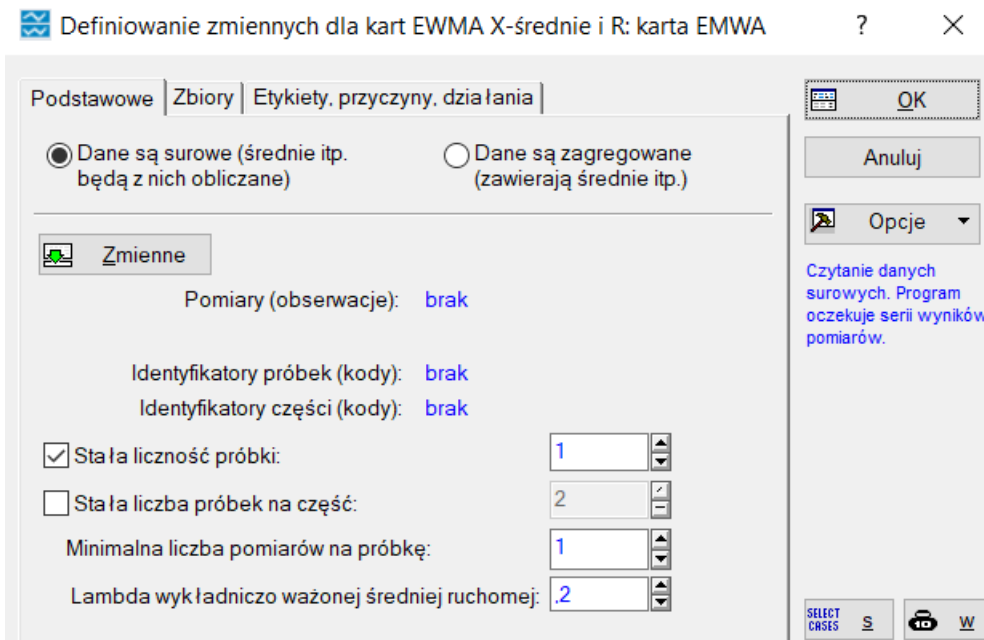 Definiowanie zmiennych dla kart EWMA X-średnie i R: karta EMWA ?
Podstawowe Zbiory Etykiety, przyczyny, działania
OK
Dane są surowe (średnie itp.
będą z nich obliczane)
Dane są zagregowane
(zawierają średnie itp.)
Anuluj
Opcje
Zmienne
Czytanie danych
surowych. Program
oczekuje serii wyników
pomiarów.
Pomiary (obserwacje): brak
Identyfikatory próbek (kody): brak
Identyfikatory części (kody): brak
Stała liczność próbki: 1
Stała liczba próbek na część: 2
Minimalna liczba pomiarów na próbkę: 1
Lambda wykładniczo ważonej średniej ruchomej: ,2
SELECT
CASES S W